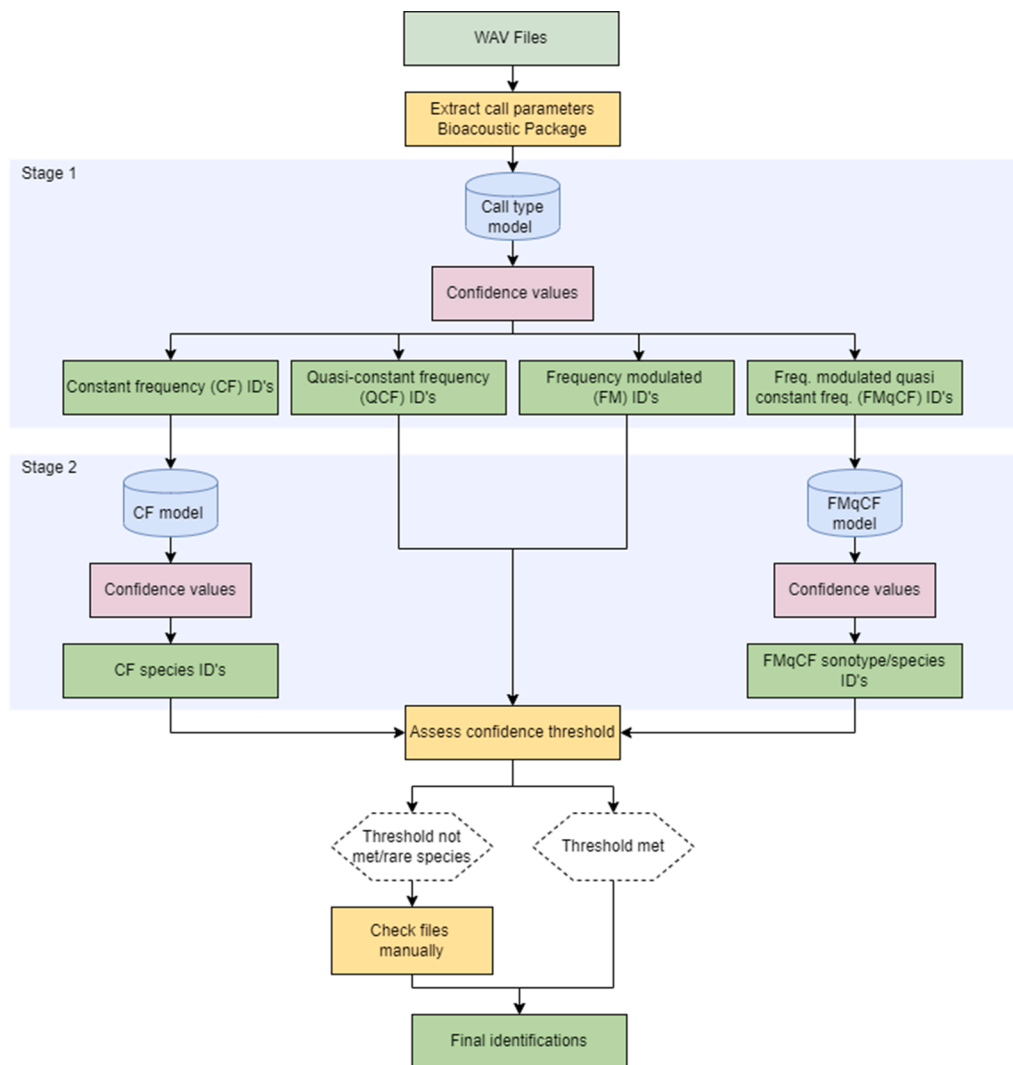 WAV Files
Extract call parameters
Bioacoustic Package
Stage 1
Call type
model
Confidence values
Constant frequency (CF) ID's
Quasi-constant frequency
(QCF) ID's
Frequency modulated
(FM) ID's
Freq. modulated quasi
constant freq. (FMqCF) ID's
Stage 2
CF model
FMqCF
model
Confidence values
Confidence values
CF species ID's
FMqCF sonotype/species
ID's
Assess confidence threshold
Threshold not
met/rare species
Threshold met
Check files
manually
Final identifications